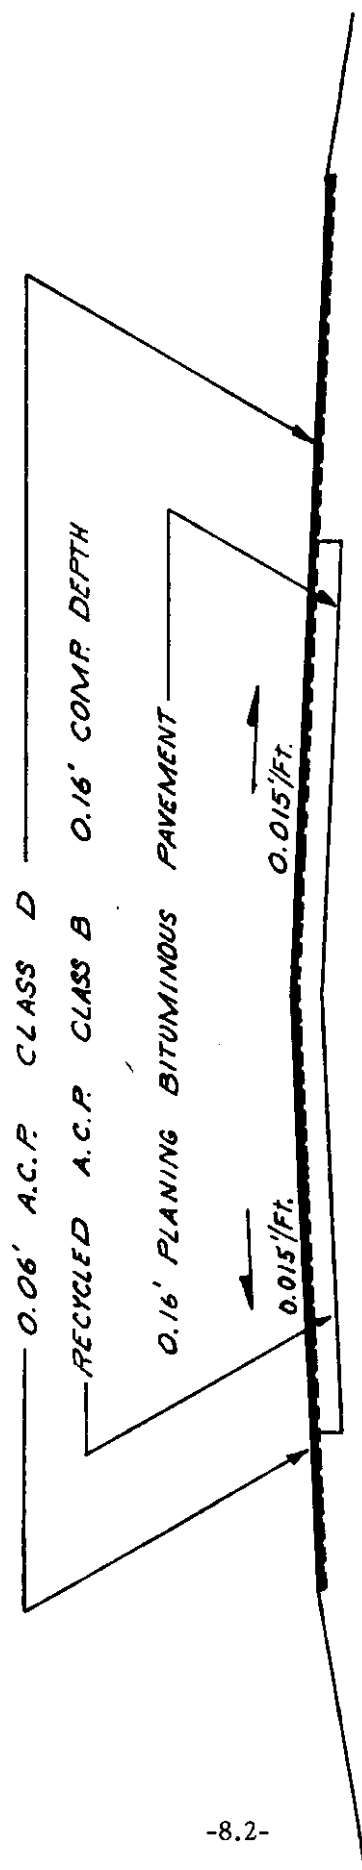 0.06' A.C.P. CLASS D
RECYCLED A.C.P. CLASS B 0.16' COMP. DEPTH
0.16' PLANING BITUMINOUS PAVEMENT
0.015'/Ft.
0.015'/Ft.
-8.2-